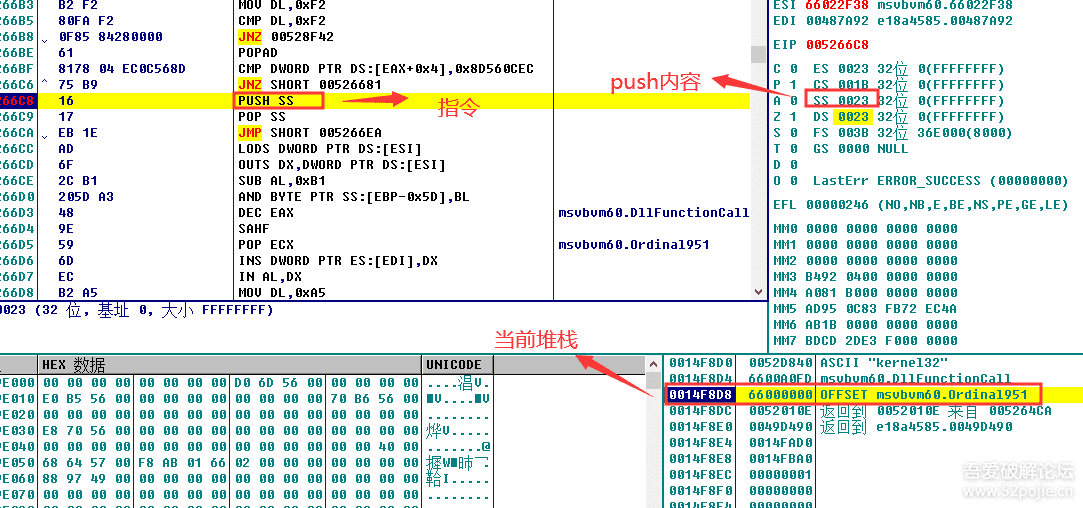 266B3 B2 F2 MOV DL,0xF2
266B5 80FA F2 CMP DL,0xF2
266B8 0F85 84280000 JNZ 00528F42
266BE 61 POPAD
266BF 8178 04 EC0C568D CMP DWORD PTR DS:[EAX+0x4],0x8D560CEC
266C6 75 B9 JNZ SHORT 00526681
266C8 16 PUSH SS
266C9 17 POP SS
266CA EB 1E JMP SHORT 005266EA
266CC AD LODS DWORD PTR DS:[ESI]
266CD 6F OUTS DX,DWORD PTR DS:[ESI]
266CE 2C B1 SUB AL,0xB1
266D0 205D A3 AND BYTE PTR SS:[EBP-0x5D],BL
266D3 48 DEC EAX msvbvm60.DllFunctionCall
266D4 9E SAHF
266D5 59 POP ECX msvbvm60.Ordinal951
266D6 6D INS DWORD PTR ES:[EDI],DX
266D7 EC IN AL,DX
266D8 B2 A5 MOV DL,0xA5
指令
push内容
0023 (32 位, 基址 0, 大小 FFFFFFFF)
ESI 66022F38 msvbvm60.66022F38
EDI 00487A92 e18a4585.00487A92
EIP 005266C8
C 0 ES 0023 32位 0(FFFFFFFF)
P 1 CS 001B 32位 0(FFFFFFFF)
A 0 SS 0023 32位 0(FFFFFFFF)
Z 1 DS 0023 32位 0(FFFFFFFF)
S 0 FS 003B 32位 36E000(8000)
T 0 GS 0000 NULL
D 0
O 0 LastErr ERROR_SUCCESS (00000000)
EFL 00000246 (NO,NB,E,BE,NS,PE,GE,LE)
MM0 0000 0000 0000 0000
MM1 0000 0000 0000 0000
MM2 0000 0000 0000 0000
MM3 B492 0400 0000 0000
MM4 A081 B000 0000 0000
MM5 AD95 0C83 FB72 EC4A
MM6 AB1B 0000 0000 0000
MM7 BDCD 2DE3 F000 0000
当前堆栈
HEX 数据 UNICODE
PE000 00 00 00 00 00 00 00 00 D0 6D 56 00 00 00 00 00
PE010 E0 B5 56 00 00 00 00 00 00 00 00 00 70 B6 56 00
PE020 00 00 00 00 00 00 00 00 00 00 00 00 00 00 00 00
PE030 E8 70 56 00 00 00 00 00 00 00 00 00 00 00 00 00
PE040 00 00 00 00 00 00 00 00 00 00 00 00 00 00 40 00
PE050 68 64 57 00 F8 AB 01 66 02 00 00 00 00 00 00 00
PE060 88 97 49 00 00 00 00 00 00 00 00 00 00 00 00 00
PE070 00 00 00 00 00 00 00 00 00 00 00 00 00 00 00 00
0014F8D0 0052D840 ASCII "kernel32"
0014F8D4 6600A0FD msvbvm60.DllFunctionCall
0014F8D8 66000000 OFFSET msvbvm60.Ordinal951
0014F8DC 0052010E 返回到 0052010E 来自 005264CA
0014F8E0 0049D490 返回到 e18a4585.0049D490
0014F8E4 0014FAD0
0014F8E8 0014FBA0
0014F8EC 00000001
0014F8F0 00000000
吾爱破解论坛
www.52pojie.cn